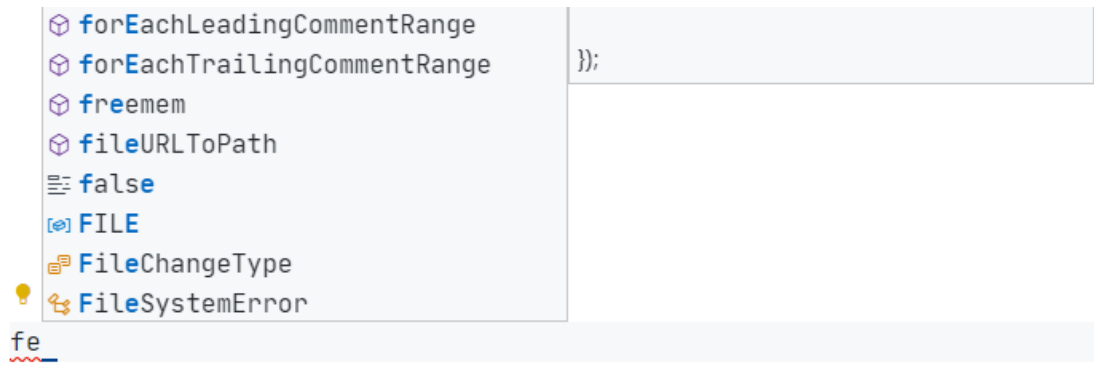 forEachLeadingCommentRange
forEachTrailingCommentRange
});
freemem
fileURLToPath
false
FILE
FileChangeType
FileSystemError
fe